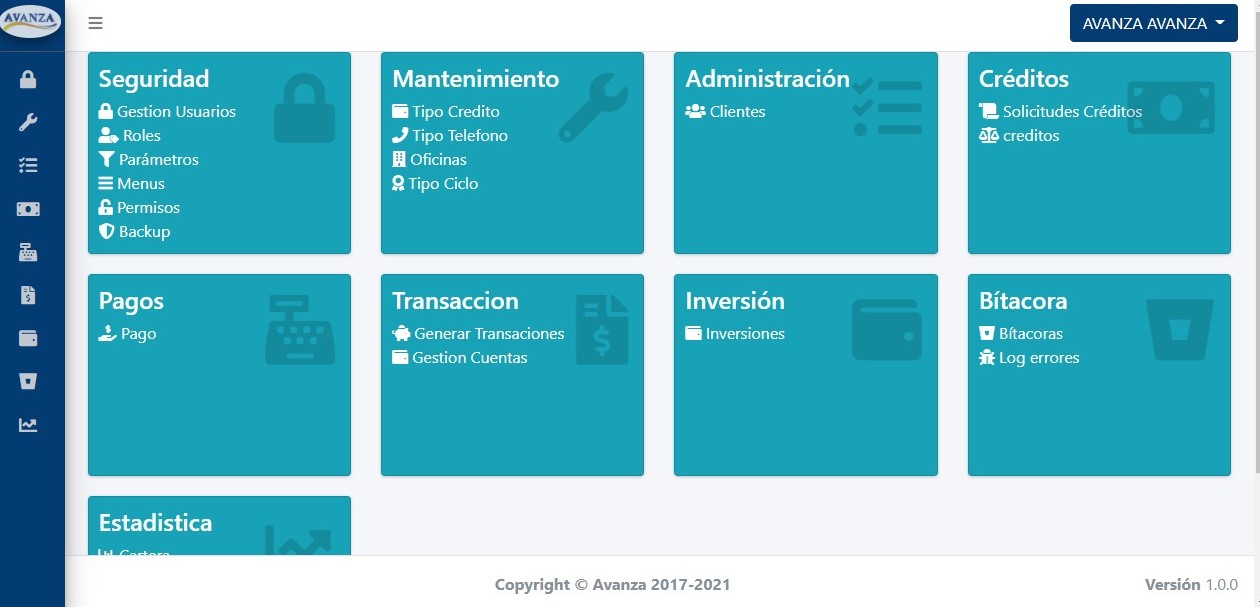 AVANZA
AVANZA AVANZA
Seguridad
Gestion Usuarios
Roles
Parámetros
Menus
Permisos
Backup
Mantenimiento
Tipo Credito
Tipo Telefono
Oficinas
Tipo Ciclo
Administración
Clientes
Créditos
Solicitudes Créditos
creditos
Pagos
Pago
Transaccion
Generar Transaciones
Gestion Cuentas
Inversión
Inversiones
Bítacora
Bítacoras
Log errores
Estadistica
Cartera
Copyright © Avanza 2017-2021
Versión 1.0.0